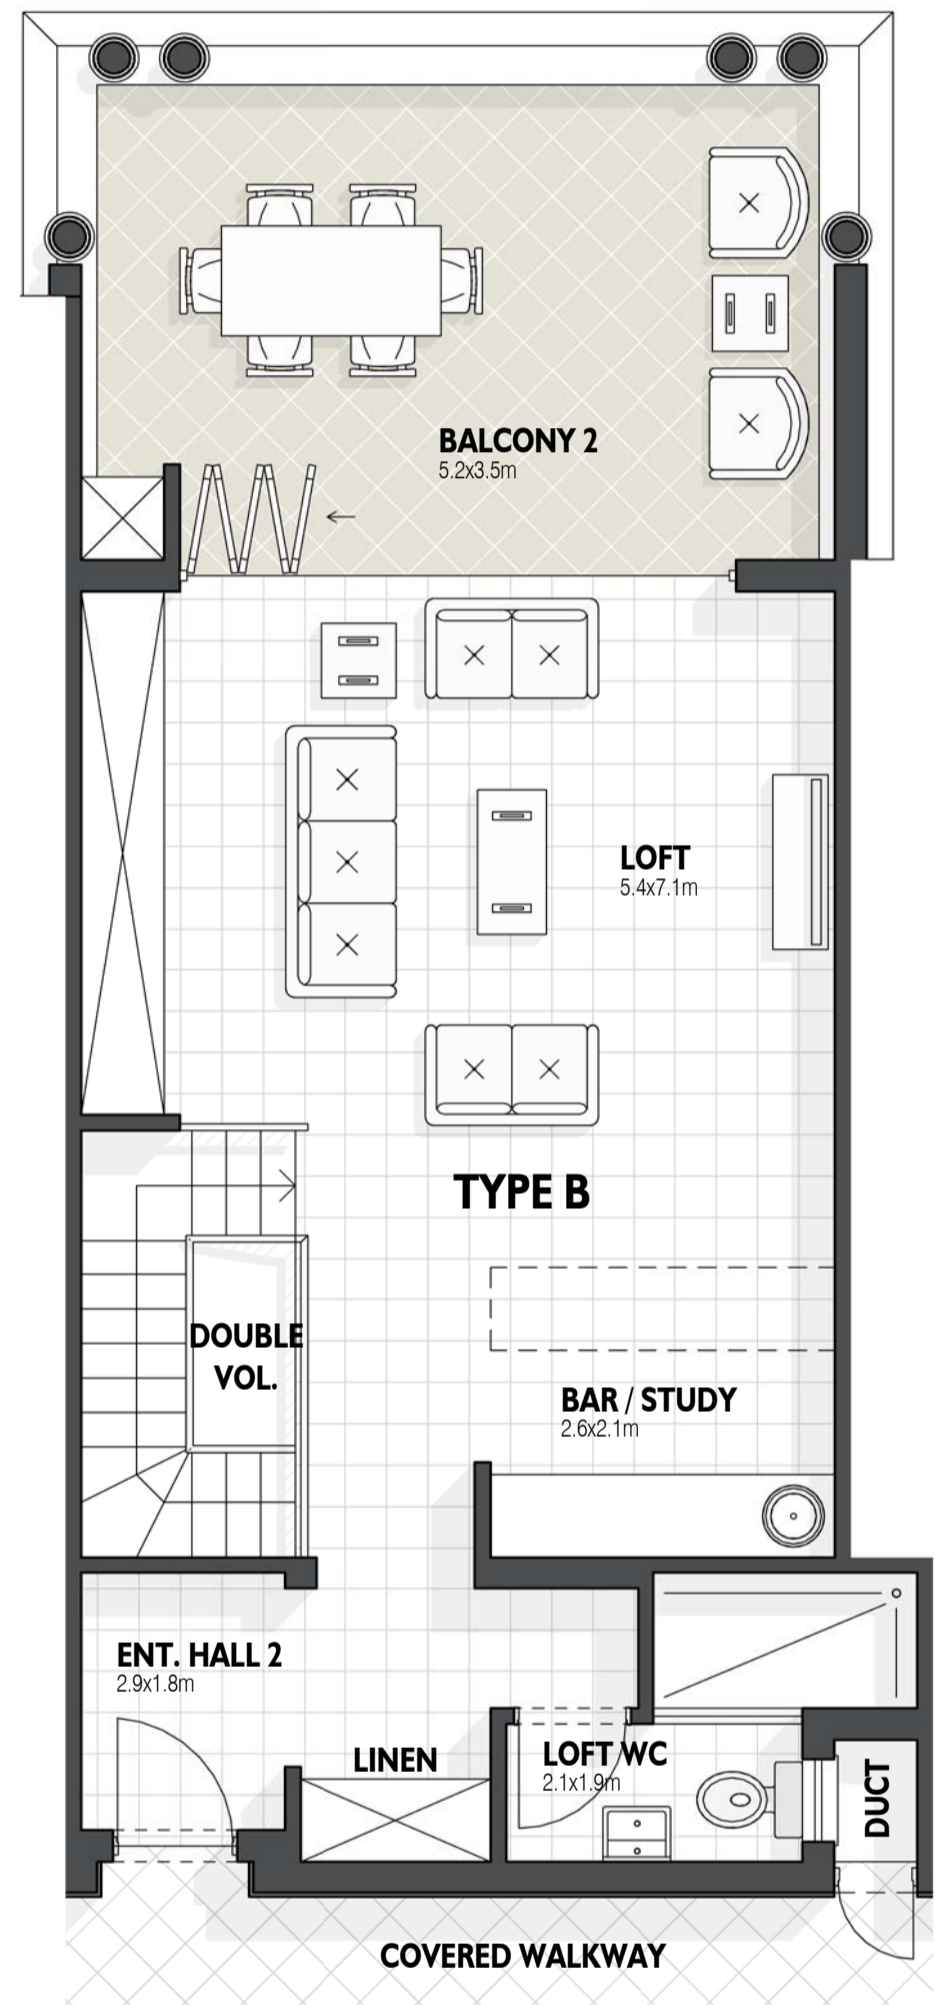 BALCONY 2
5.2x3.5m
LOFT
5.4x7.1m
TYPE B
DOUBLE
VOL.
BAR / STUDY
2.6x2.1m
ENT. HALL 2
2.9x1.8m
LINEN
LOFT WC
2.1x1.9m
DUCT
COVERED WALKWAY